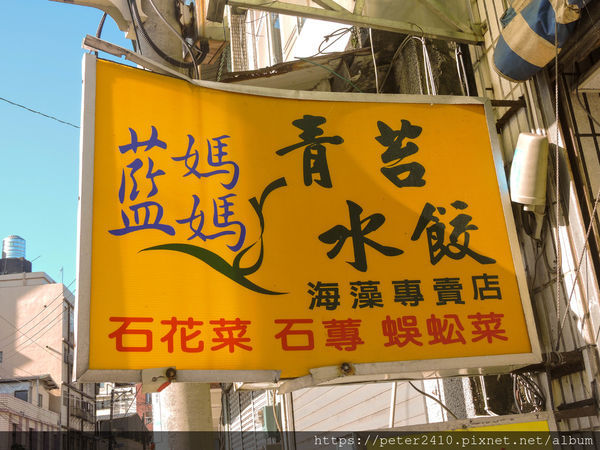 藍媽媽
青苔
水餃
海藻專賣店
石花菜 石蓴 蜈蚣菜
https://peter2410.pixnet.net/album